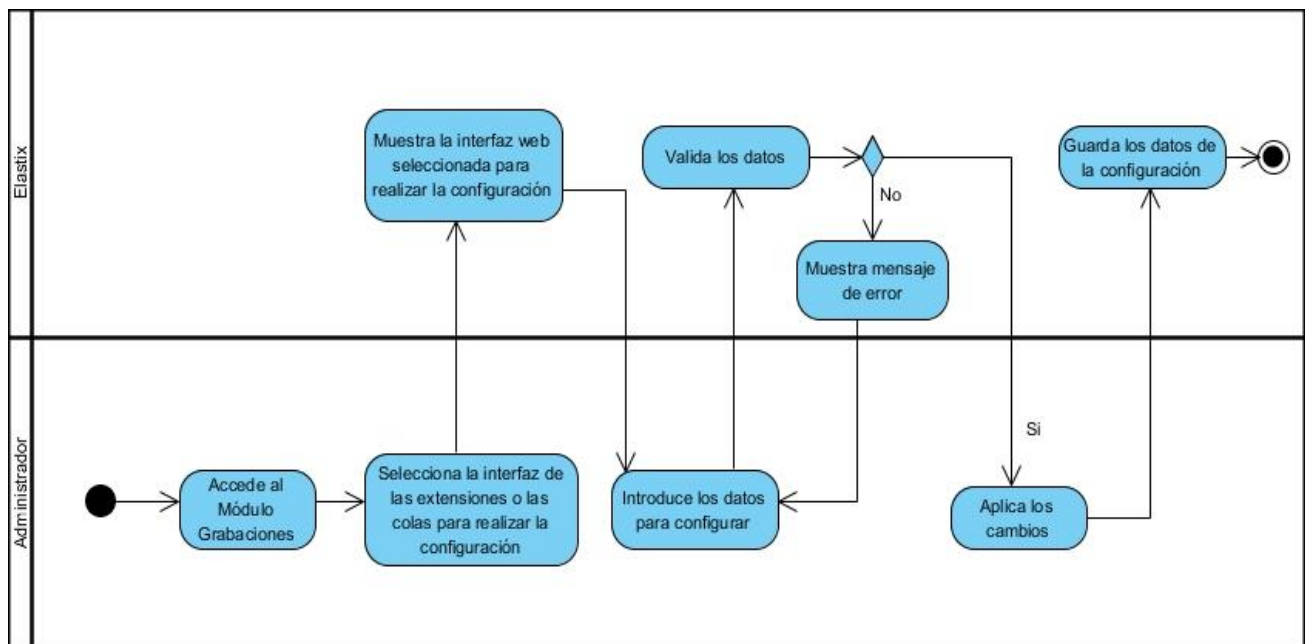 Elastix
Muestra la interfaz web
seleccionada para
realizar la configuración
Valida los datos
No
Muestra mensaje
de error
Guarda los datos de
la configuración
Administrador
Accede al
Módulo
Grabaciones
Selecciona la interfaz de
las extensiones o las
colas para realizar la
configuración
Introduce los datos
para configurar
Si
Aplica los
cambios